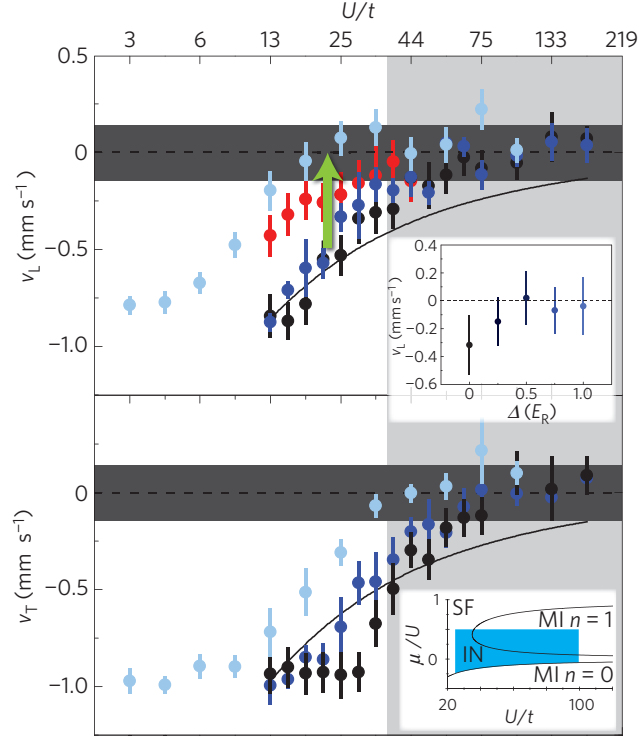 U/t
3 6 13 25 44 75 133 219
0.5
0
−0.5
−1.0
vL (mm s⁻¹)
0.4
0.2
0
−0.2
−0.4
−0.6
vL (mm s⁻¹)
0 0.5 1.0
Δ (ER)
0
−0.5
−1.0
vT (mm s⁻¹)
1
0
μ/U
SF
MI n = 1
IN
MI n = 0
20 100
U/t